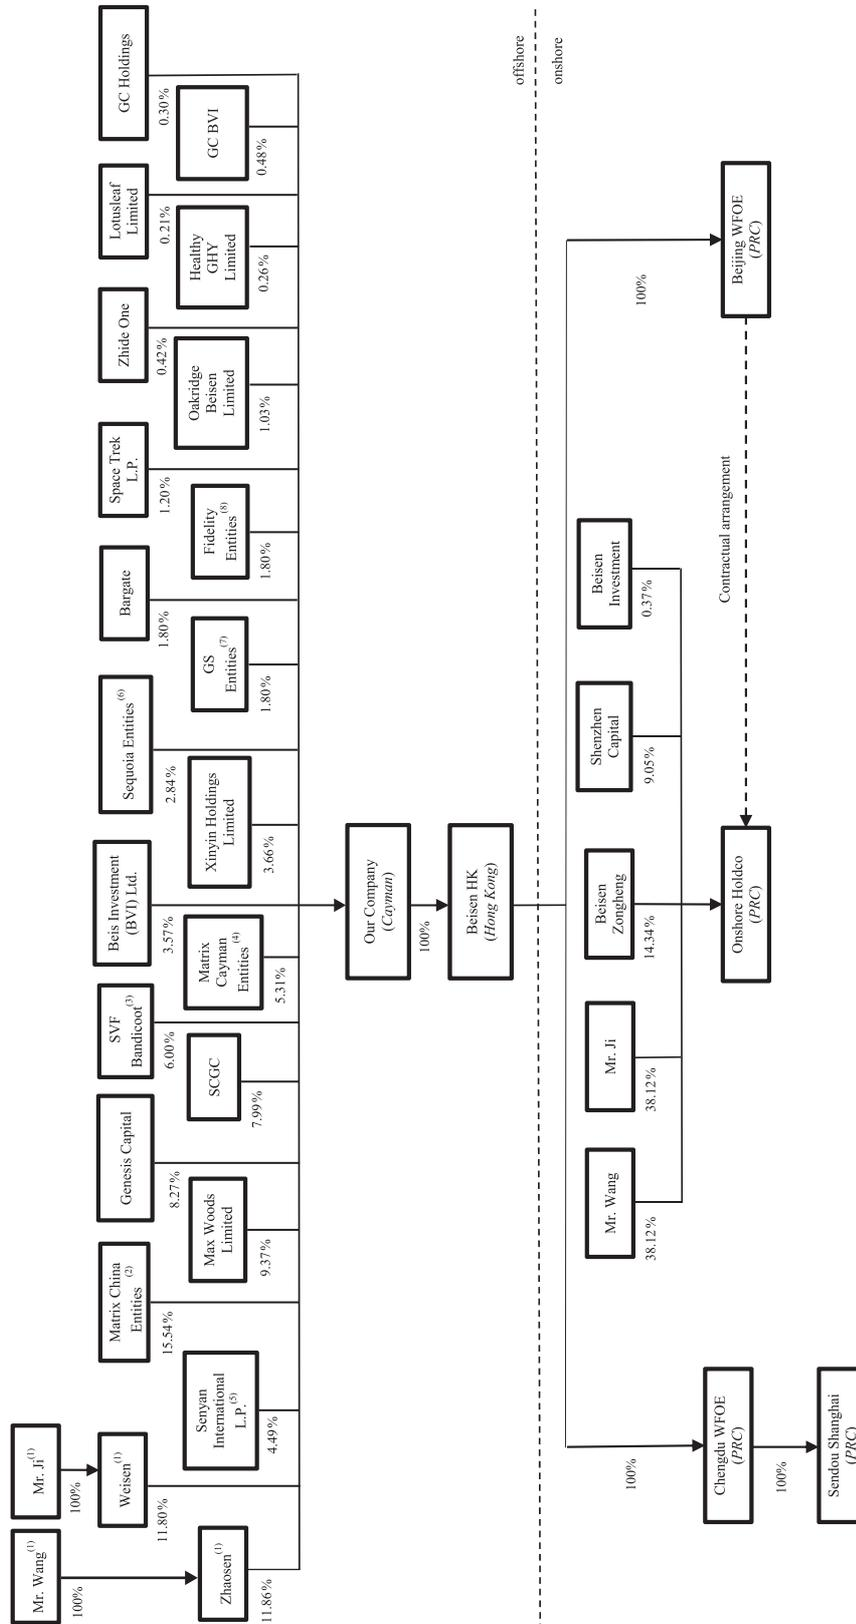 Mr. Wang(1)
100%
Mr. Ji(1)
100%
Zhaosen(1)
11.86%
Weisen(1)
11.80%
Senyan
International
L.P.(5)
4.49%
Matrix China
Entities (2)
15.54%
Max Woods
Limited
9.37%
Genesis Capital
8.27%
SCGC
7.99%
SVF
Bandicoot(3)
6.00%
Matrix
Cayman
Entities(4)
5.31%
Beis Investment
(BVI) Ltd.
3.57%
Xinyin Holdings
Limited
3.66%
Sequoia Entities(6)
2.84%
GS
Entities(7)
1.80%
Bargate
1.80%
Fidelity
Entities(8)
1.80%
Space Trek
L.P.
1.20%
Oakridge
Beisen
Limited
1.03%
Zhide One
0.42%
Healthy
GHY
Limited
0.26%
Lotusleaf
Limited
0.21%
GC BVI
0.48%
GC Holdings
0.30%
Our Company
(Cayman)
100%
Beisen HK
(Hong Kong)
offshore
onshore
Mr. Wang
38.12%
Mr. Ji
38.12%
Beisen
Zongheng
14.34%
Shenzhen
Capital
9.05%
Beisen
Investment
0.37%
100%
100%
Chengdu WFOE
(PRC)
Onshore Holdco
(PRC)
Contractual arrangement
Beijing WFOE
(PRC)
100%
Sendou Shanghai
(PRC)